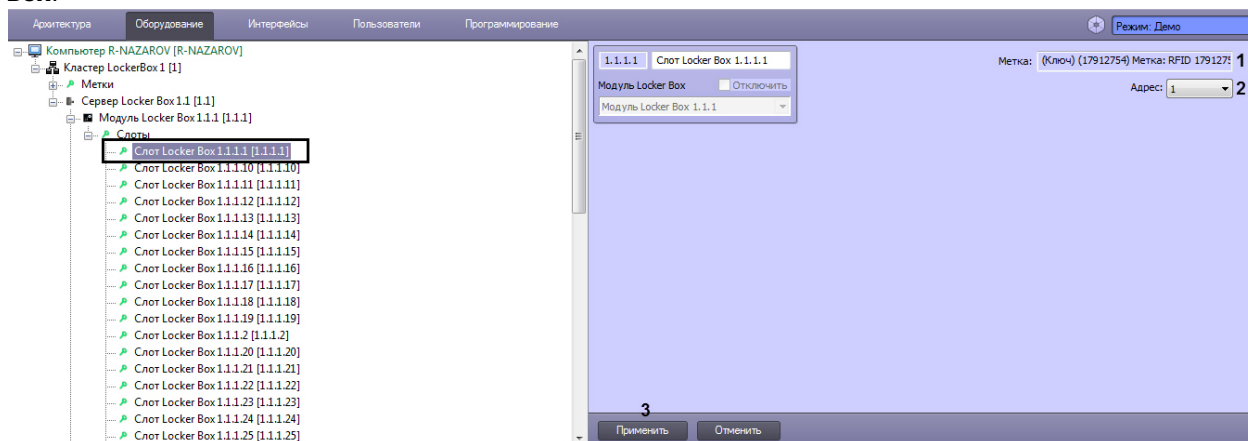 Архитектура Оборудование Интерфейсы Пользователи Программирование Режим: Демо
Компьютер R-NAZAROV [R-NAZAROV]
Кластер LockerBox 1 [1]
Метки
Сервер Locker Box 1.1 [1.1]
Модуль Locker Box 1.1.1 [1.1.1]
Слоты
Слот Locker Box 1.1.1.1 [1.1.1.1]
Слот Locker Box 1.1.1.10 [1.1.1.10]
Слот Locker Box 1.1.1.11 [1.1.1.11]
Слот Locker Box 1.1.1.12 [1.1.1.12]
Слот Locker Box 1.1.1.13 [1.1.1.13]
Слот Locker Box 1.1.1.14 [1.1.1.14]
Слот Locker Box 1.1.1.15 [1.1.1.15]
Слот Locker Box 1.1.1.16 [1.1.1.16]
Слот Locker Box 1.1.1.17 [1.1.1.17]
Слот Locker Box 1.1.1.18 [1.1.1.18]
Слот Locker Box 1.1.1.19 [1.1.1.19]
Слот Locker Box 1.1.1.2 [1.1.1.2]
Слот Locker Box 1.1.1.20 [1.1.1.20]
Слот Locker Box 1.1.1.21 [1.1.1.21]
Слот Locker Box 1.1.1.22 [1.1.1.22]
Слот Locker Box 1.1.1.23 [1.1.1.23]
Слот Locker Box 1.1.1.24 [1.1.1.24]
Слот Locker Box 1.1.1.25 [1.1.1.25]
1.1.1.1 Слот Locker Box 1.1.1.1
Модуль Locker Box Отключить
Модуль Locker Box 1.1.1
Метка: (Ключ) (17912754) Метка: RFID 1791275 1
Адрес: 1 2
3
Применить Отменить